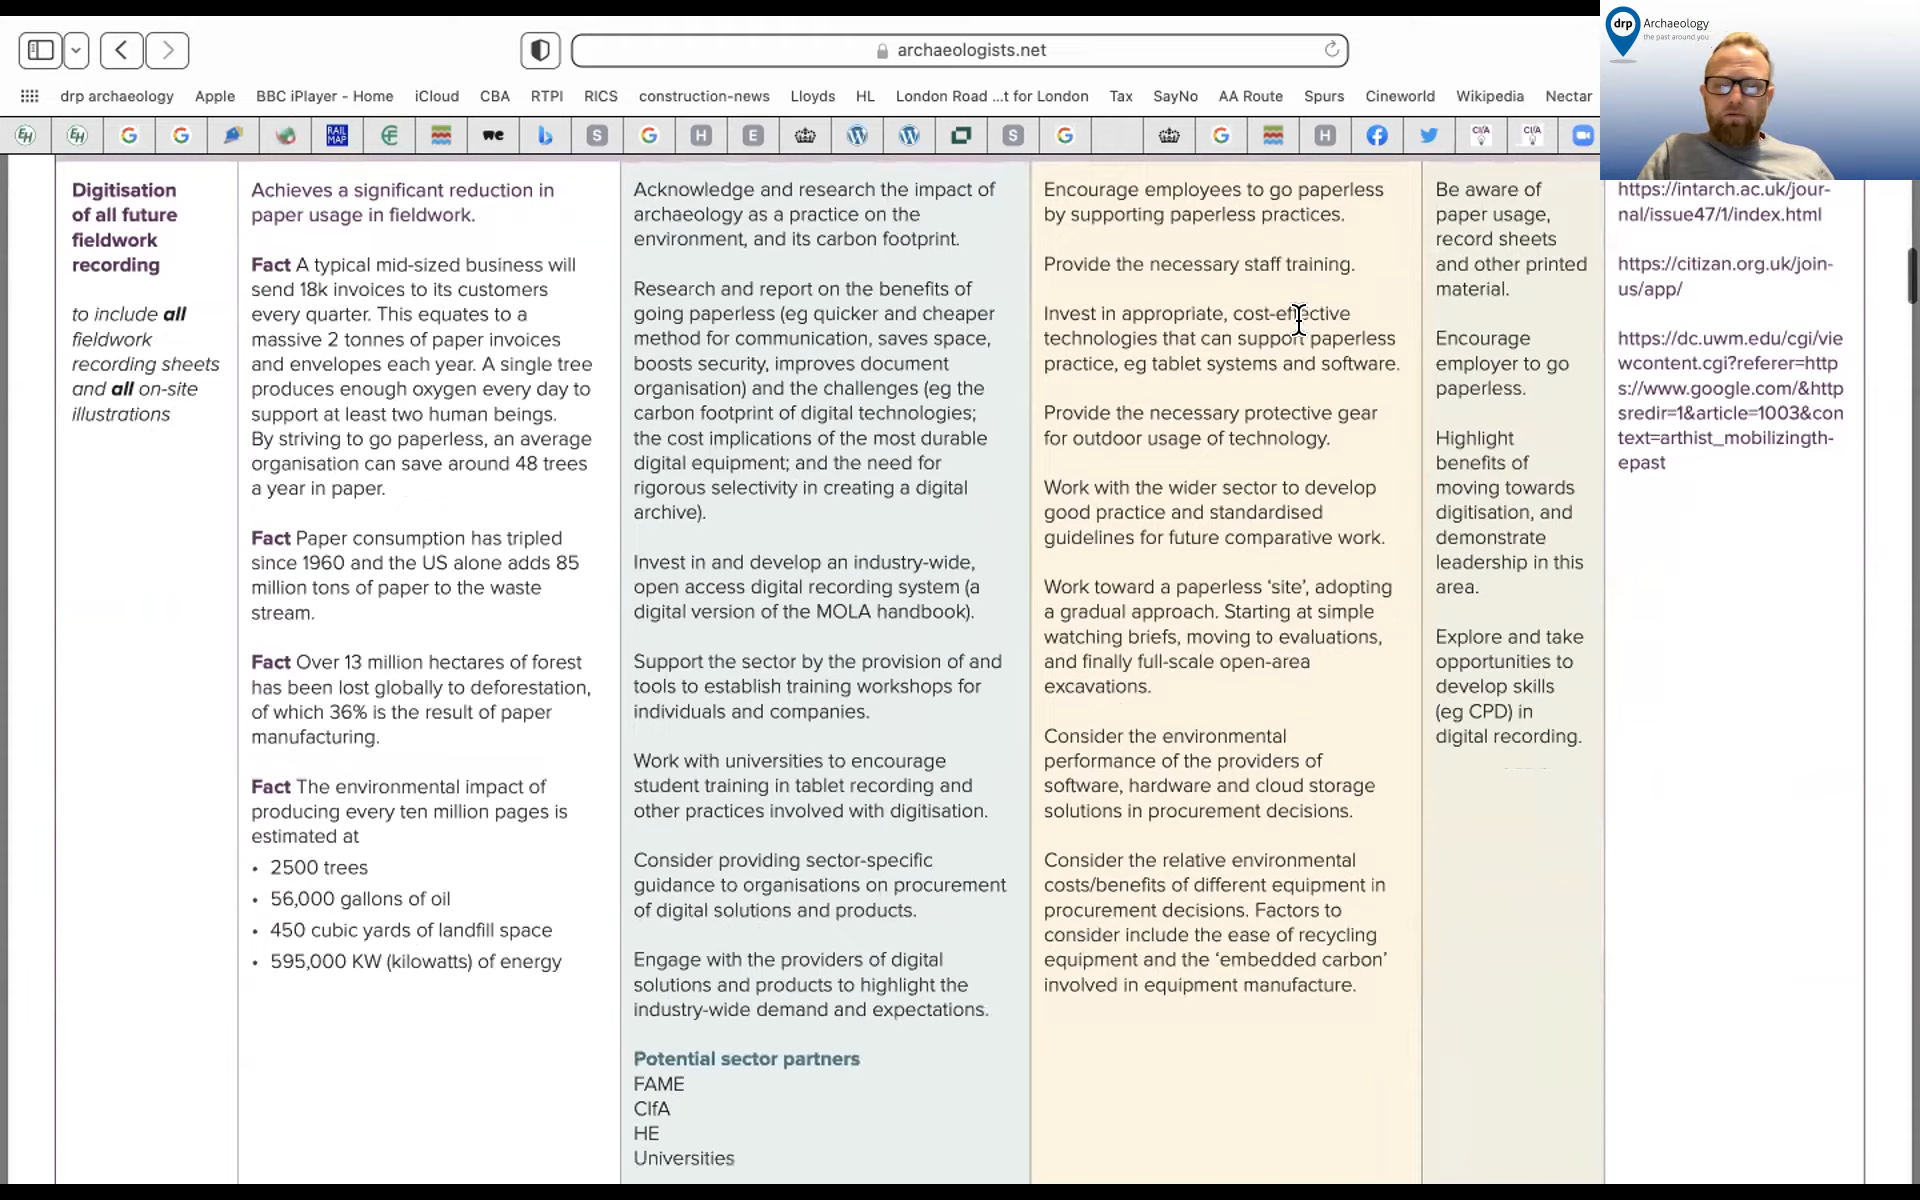 archaeologists.net
drp Archaeology
the past around you
drp archaeology Apple BBC iPlayer - Home iCloud CBA RTPI RICS construction-news Lloyds HL London Road ...t for London Tax SayNo AA Route Spurs Cineworld Wikipedia Nectar
EH EH G G RAIL MAP we b S G H E G S G H CIfA CIfA
Digitisation
of all future
fieldwork
recording
to include all
fieldwork
recording sheets
and all on-site
illustrations
Achieves a significant reduction in
paper usage in fieldwork.
Fact A typical mid-sized business will
send 18k invoices to its customers
every quarter. This equates to a
massive 2 tonnes of paper invoices
and envelopes each year. A single tree
produces enough oxygen every day to
support at least two human beings.
By striving to go paperless, an average
organisation can save around 48 trees
a year in paper.
Fact Paper consumption has tripled
since 1960 and the US alone adds 85
million tons of paper to the waste
stream.
Fact Over 13 million hectares of forest
has been lost globally to deforestation,
of which 36% is the result of paper
manufacturing.
Fact The environmental impact of
producing every ten million pages is
estimated at
• 2500 trees
• 56,000 gallons of oil
• 450 cubic yards of landfill space
• 595,000 KW (kilowatts) of energy
Acknowledge and research the impact of
archaeology as a practice on the
environment, and its carbon footprint.
Research and report on the benefits of
going paperless (eg quicker and cheaper
method for communication, saves space,
boosts security, improves document
organisation) and the challenges (eg the
carbon footprint of digital technologies;
the cost implications of the most durable
digital equipment; and the need for
rigorous selectivity in creating a digital
archive).
Invest in and develop an industry-wide,
open access digital recording system (a
digital version of the MOLA handbook).
Support the sector by the provision of and
tools to establish training workshops for
individuals and companies.
Work with universities to encourage
student training in tablet recording and
other practices involved with digitisation.
Consider providing sector-specific
guidance to organisations on procurement
of digital solutions and products.
Engage with the providers of digital
solutions and products to highlight the
industry-wide demand and expectations.
Potential sector partners
FAME
CIfA
HE
Universities
Encourage employees to go paperless
by supporting paperless practices.
Provide the necessary staff training.
Invest in appropriate, cost-effective
technologies that can support paperless
practice, eg tablet systems and software.
Provide the necessary protective gear
for outdoor usage of technology.
Work with the wider sector to develop
good practice and standardised
guidelines for future comparative work.
Work toward a paperless ‘site’, adopting
a gradual approach. Starting at simple
watching briefs, moving to evaluations,
and finally full-scale open-area
excavations.
Consider the environmental
performance of the providers of
software, hardware and cloud storage
solutions in procurement decisions.
Consider the relative environmental
costs/benefits of different equipment in
procurement decisions. Factors to
consider include the ease of recycling
equipment and the ‘embedded carbon’
involved in equipment manufacture.
Be aware of
paper usage,
record sheets
and other printed
material.
Encourage
employer to go
paperless.
Highlight
benefits of
moving towards
digitisation, and
demonstrate
leadership in this
area.
Explore and take
opportunities to
develop skills
(eg CPD) in
digital recording.
https://intarch.ac.uk/jour-
nal/issue47/1/index.html
https://citizan.org.uk/join-
us/app/
https://dc.uwm.edu/cgi/vie
wcontent.cgi?referer=http
s://www.google.com/&http
sredir=1&article=1003&con
text=arthist_mobilizingth-
epast